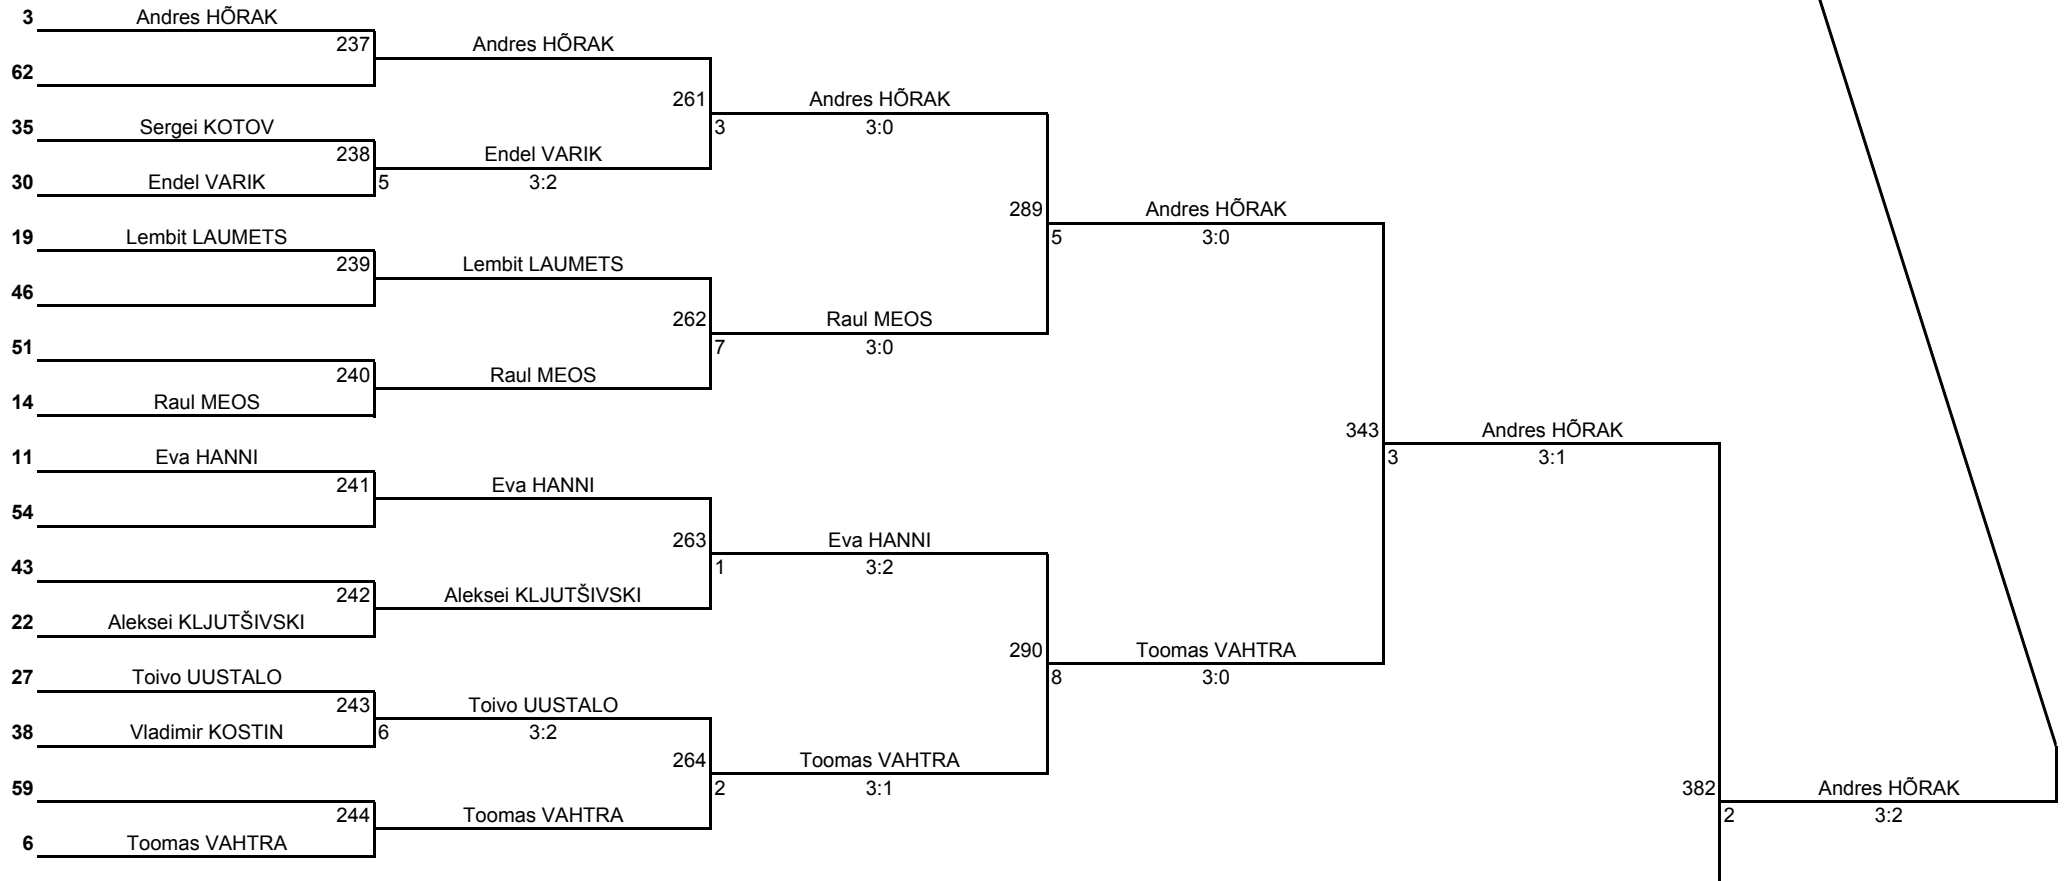 3 Andres HÕRAK
237 Andres HÕRAK
62
261 Andres HÕRAK
35 Sergei KOTOV
3 3:0
238 Endel VARIK
30 Endel VARIK
5 3:2
289 Andres HÕRAK
19 Lembit LAUMETS
5 3:0
239 Lembit LAUMETS
46
262 Raul MEOS
51
7 3:0
240 Raul MEOS
14 Raul MEOS
343 Andres HÕRAK
11 Eva HANNI
3 3:1
241 Eva HANNI
54
263 Eva HANNI
43
1 3:2
242 Aleksei KLJUTŠIVSKI
22 Aleksei KLJUTŠIVSKI
290 Toomas VAHTRA
27 Toivo UUSTALO
8 3:0
243 Toivo UUSTALO
38 Vladimir KOSTIN
6 3:2
264 Toomas VAHTRA
59
2 3:1
382 Andres HÕRAK
244 Toomas VAHTRA
2 3:2
6 Toomas VAHTRA